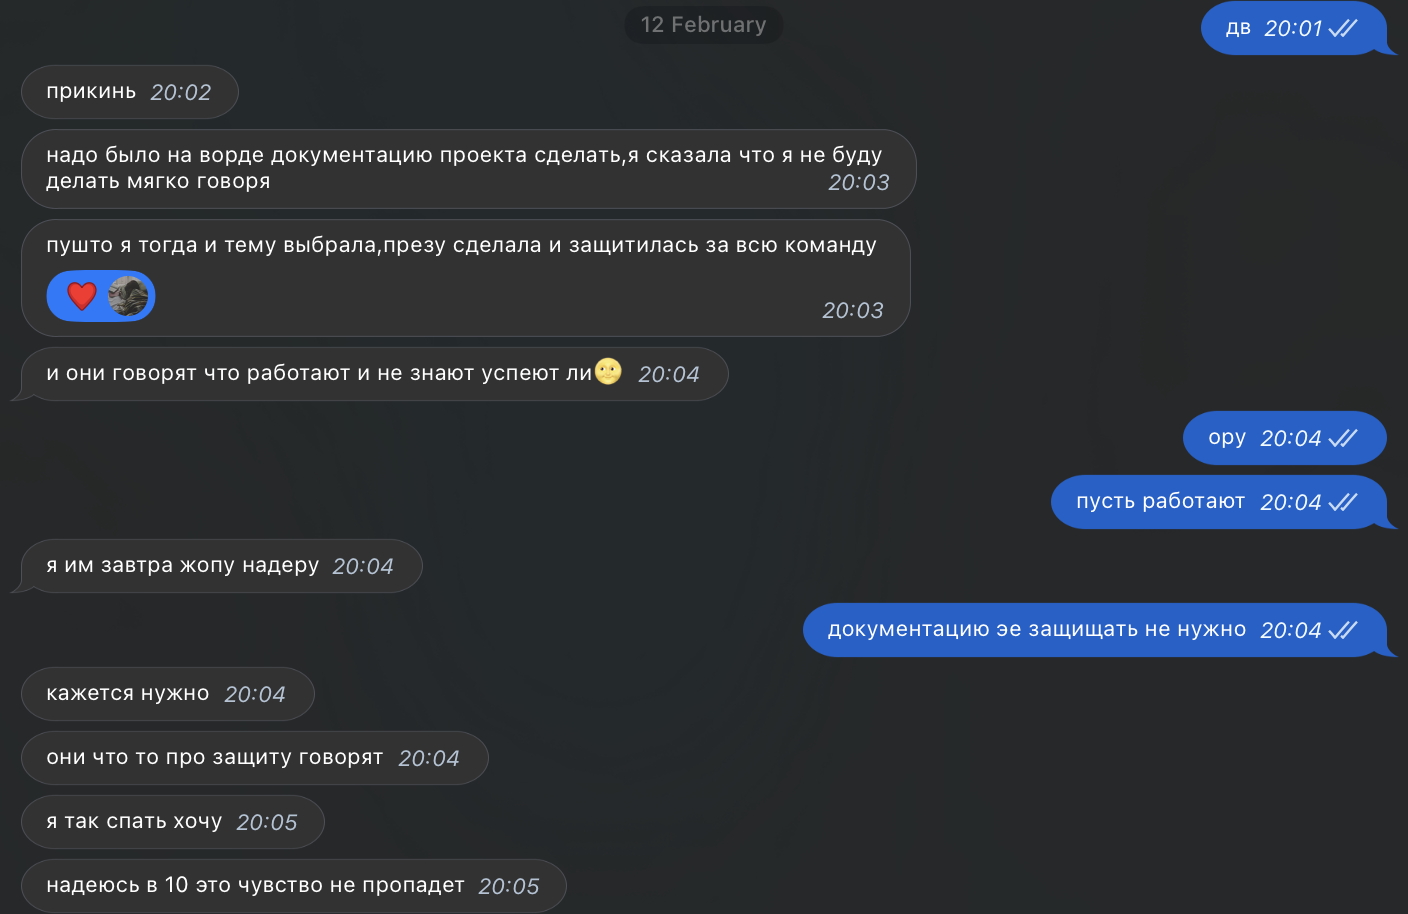 12 February
дв 20:01
прикинь 20:02
надо было на ворде документацию проекта сделать,я сказала что я не буду
делать мягко говоря 20:03
пушто я тогда и тему выбрала,презу сделала и защитилась за всю команду
20:03
и они говорят что работают и не знают успеют ли🌝 20:04
ору 20:04
пусть работают 20:04
я им завтра жопу надеру 20:04
документацию эе защищать не нужно 20:04
кажется нужно 20:04
они что то про защиту говорят 20:04
я так спать хочу 20:05
надеюсь в 10 это чувство не пропадет 20:05